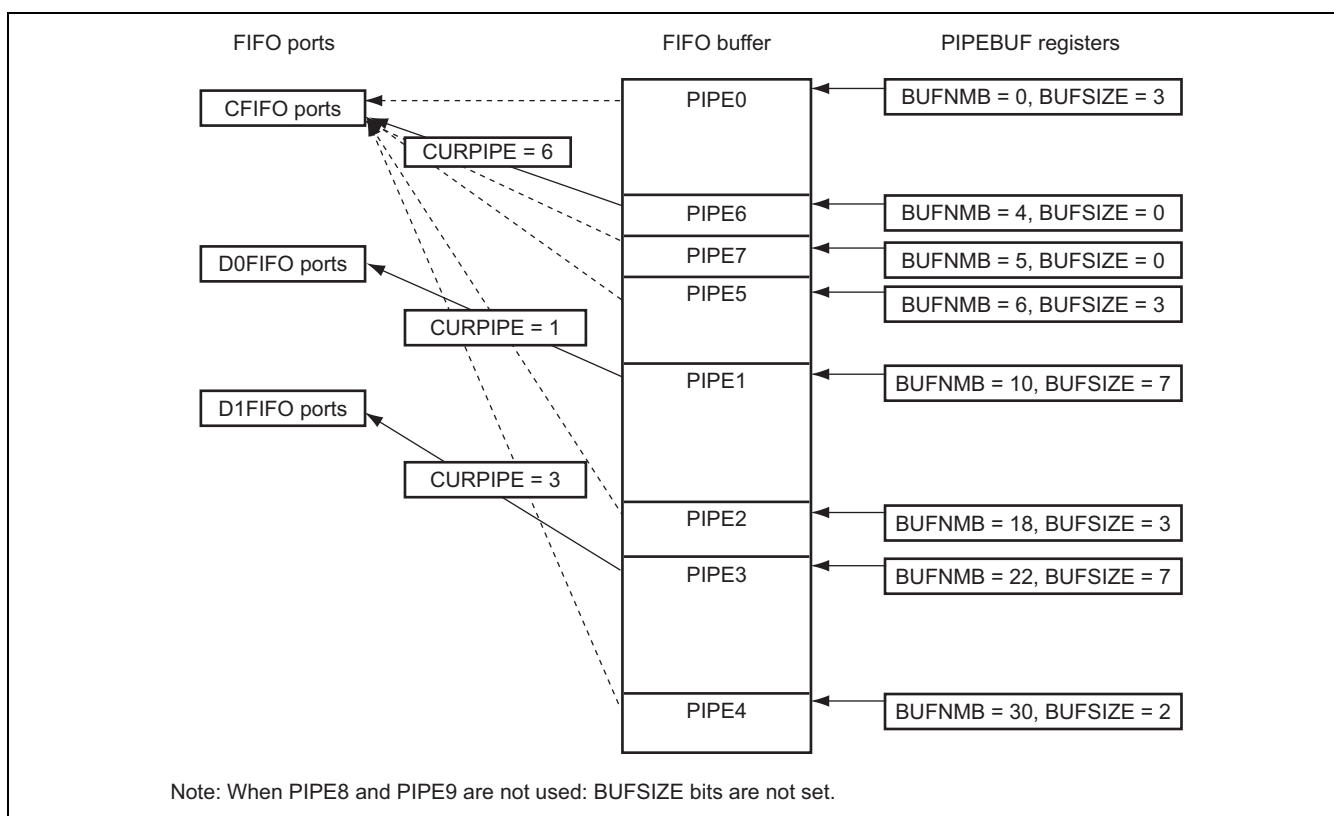 FIFO ports
FIFO buffer
PIPEBUF registers
CFIFO ports
PIPE0
BUFNMB = 0, BUFSIZE = 3
CURPIPE = 6
PIPE6
BUFNMB = 4, BUFSIZE = 0
D0FIFO ports
PIPE7
BUFNMB = 5, BUFSIZE = 0
PIPE5
BUFNMB = 6, BUFSIZE = 3
CURPIPE = 1
PIPE1
BUFNMB = 10, BUFSIZE = 7
D1FIFO ports
CURPIPE = 3
PIPE2
BUFNMB = 18, BUFSIZE = 3
PIPE3
BUFNMB = 22, BUFSIZE = 7
PIPE4
BUFNMB = 30, BUFSIZE = 2
Note: When PIPE8 and PIPE9 are not used: BUFSIZE bits are not set.